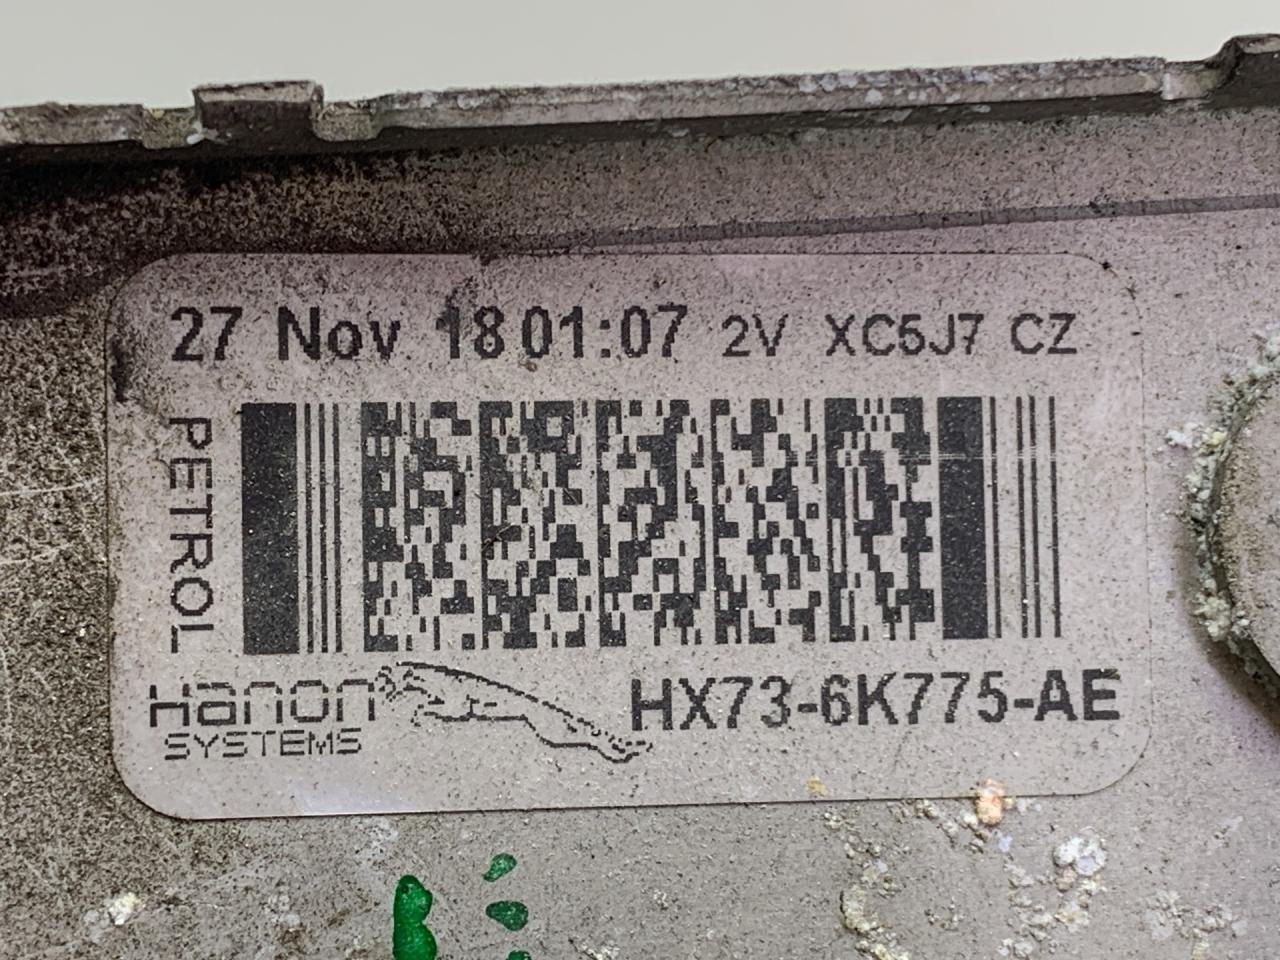 27 Nov 18 01:07 2V XC5J7 CZ
PETROL
Hanon
SYSTEMS
HX73-6K775-AE